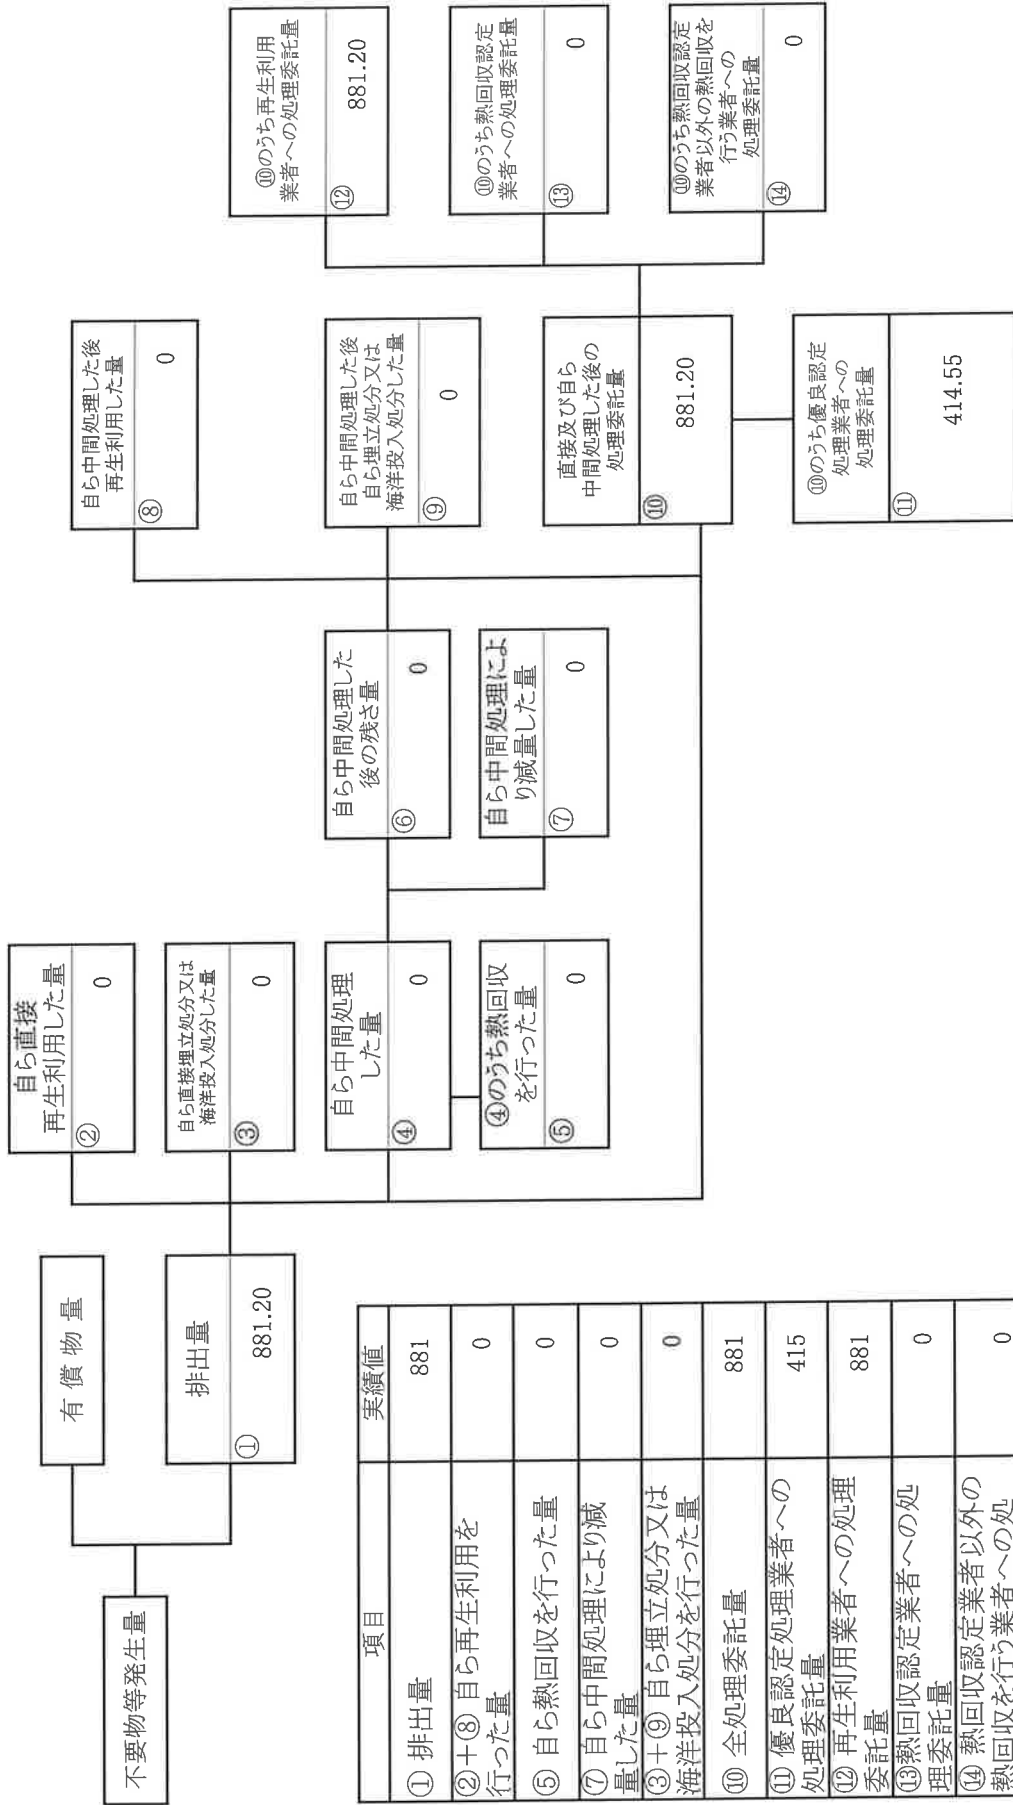 不要物等発生量
有償物量
排出量
①
881.20
自ら直接
再生利用した量
②
0
自ら直接埋立処分又は
海洋投入処分した量
③
0
自ら中間処理
した量
④
0
④のうち熱回収
を行った量
⑤
0
自ら中間処理した
後の残さ量
⑥
0
自ら中間処理によ
り減量した量
⑦
0
自ら中間処理した後
再生利用した量
⑧
0
自ら中間処理した後
自ら埋立処分又は
海洋投入処分した量
⑨
0
直接及び自ら
中間処理した後の
処理委託量
⑩
881.20
⑩のうち優良認定
処理業者への
処理委託量
⑪
414.55
⑩のうち再生利用
業者への処理委託量
⑫
881.20
⑩のうち熱回収認定
業者への処理委託量
⑬
0
⑩のうち熱回収認定
業者以外の熱回収を
行う業者への
処理委託量
⑭
0
項目 実績値
① 排出量 881
②+⑧ 自ら再生利用を
行った量 0
⑤ 自ら熱回収を行った量 0
⑦ 自ら中間処理により減
量した量 0
③+⑨ 自ら埋立処分又は
海洋投入処分を行った量 0
⑩ 全処理委託量 881
⑪ 優良認定処理業者への
処理委託量 415
⑫ 再生利用業者への処理
委託量 881
⑬熱回収認定業者への処
理委託量 0
⑭ 熱回収認定業者以外の
熱回収を行う業者への処 0